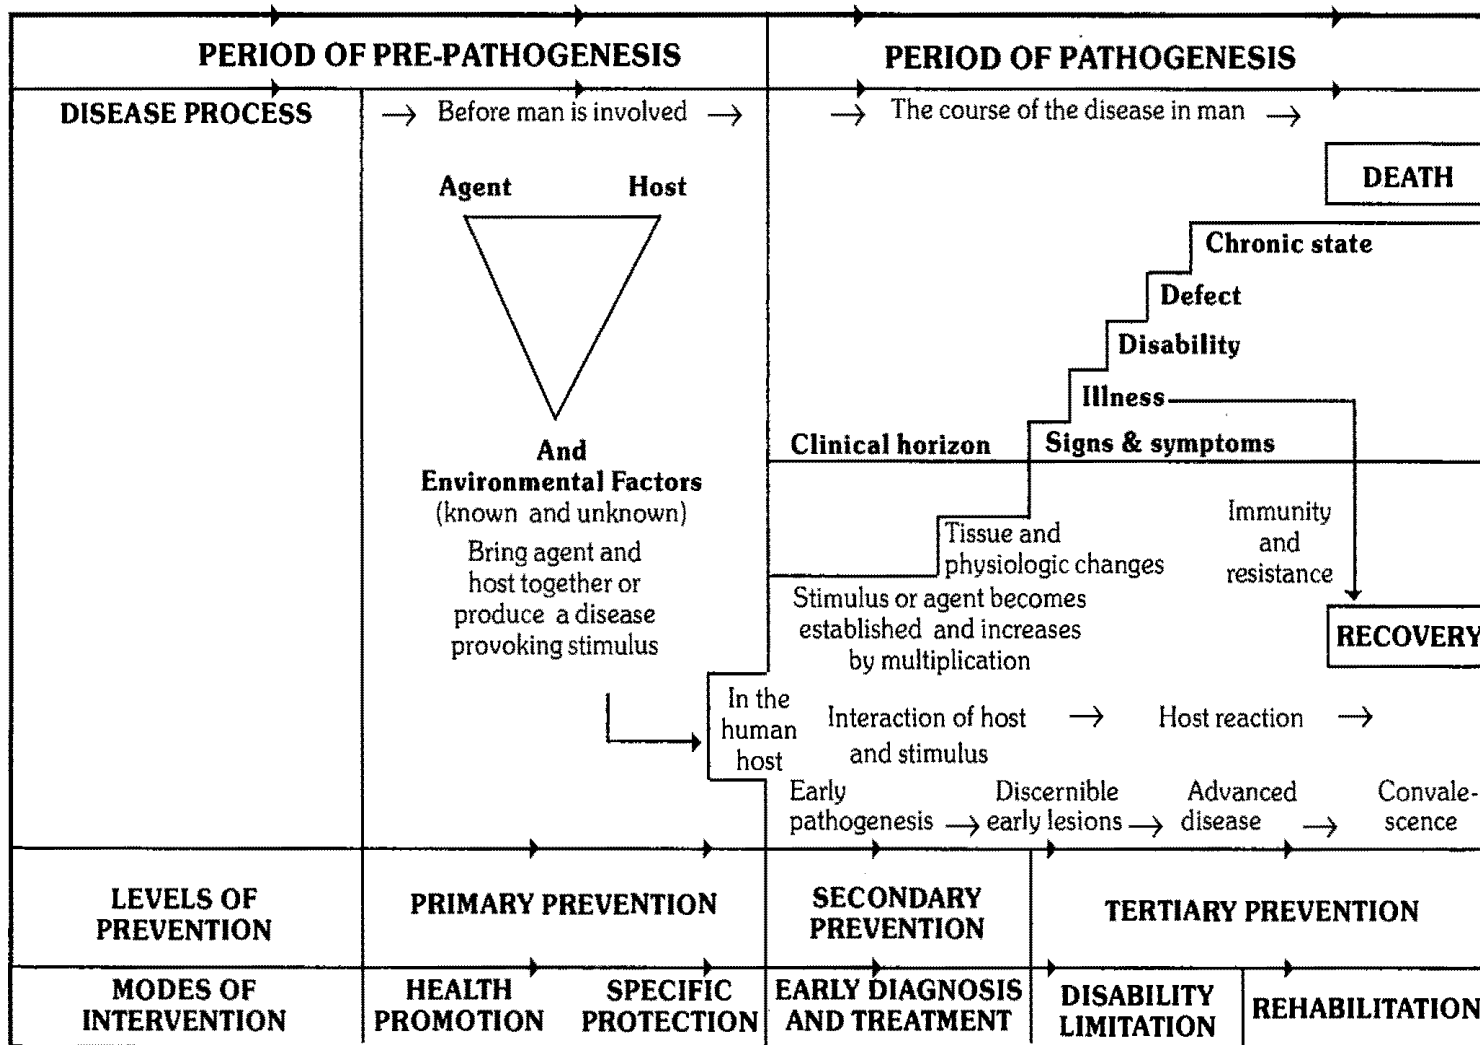 PERIOD OF PRE-PATHOGENESIS
PERIOD OF PATHOGENESIS
DISEASE PROCESS
→ Before man is involved →
→ The course of the disease in man →
Agent
Host
And
Environmental Factors
(known and unknown)
Bring agent and
host together or
produce a disease
provoking stimulus
DEATH
Chronic state
Defect
Disability
Illness
Clinical horizon
Signs & symptoms
Tissue and
physiologic changes
Immunity
and
resistance
Stimulus or agent becomes
established and increases
by multiplication
RECOVERY
In the
human
host
Interaction of host
and stimulus
→ Host reaction →
Early
pathogenesis
→ Discernible
early lesions
→ Advanced
disease
→ Convale-
scence
LEVELS OF
PREVENTION
PRIMARY PREVENTION
SECONDARY
PREVENTION
TERTIARY PREVENTION
MODES OF
INTERVENTION
HEALTH
PROMOTION
SPECIFIC
PROTECTION
EARLY DIAGNOSIS
AND TREATMENT
DISABILITY
LIMITATION
REHABILITATION